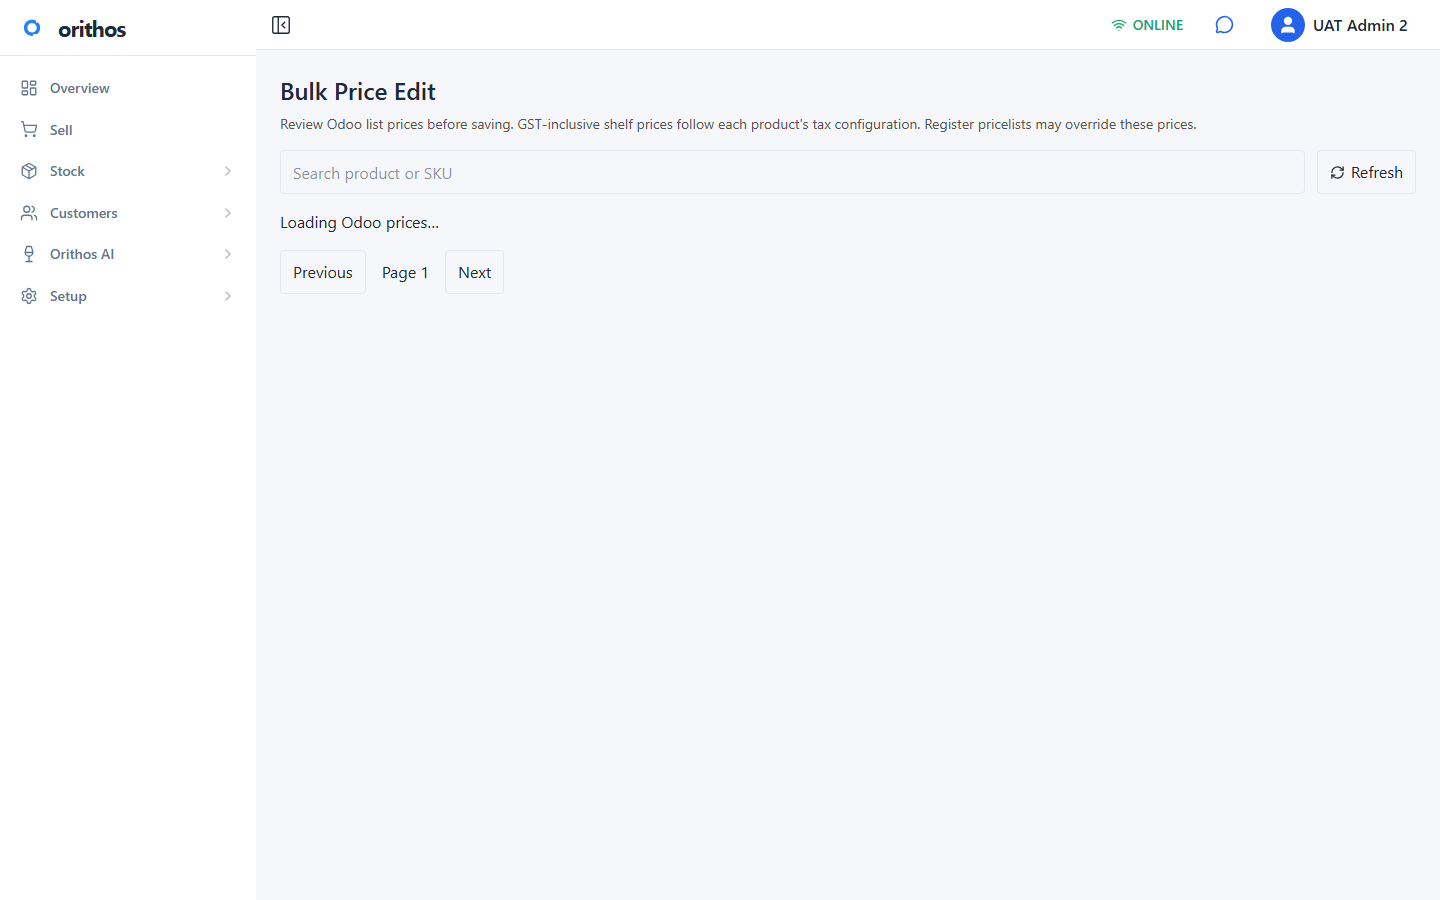 orithos
ONLINE
UAT Admin 2
Overview
Sell
Stock
Customers
Orithos AI
Setup
Bulk Price Edit
Review Odoo list prices before saving. GST-inclusive shelf prices follow each product's tax configuration. Register pricelists may override these prices.
Search product or SKU
Refresh
Loading Odoo prices...
Previous
Page 1
Next